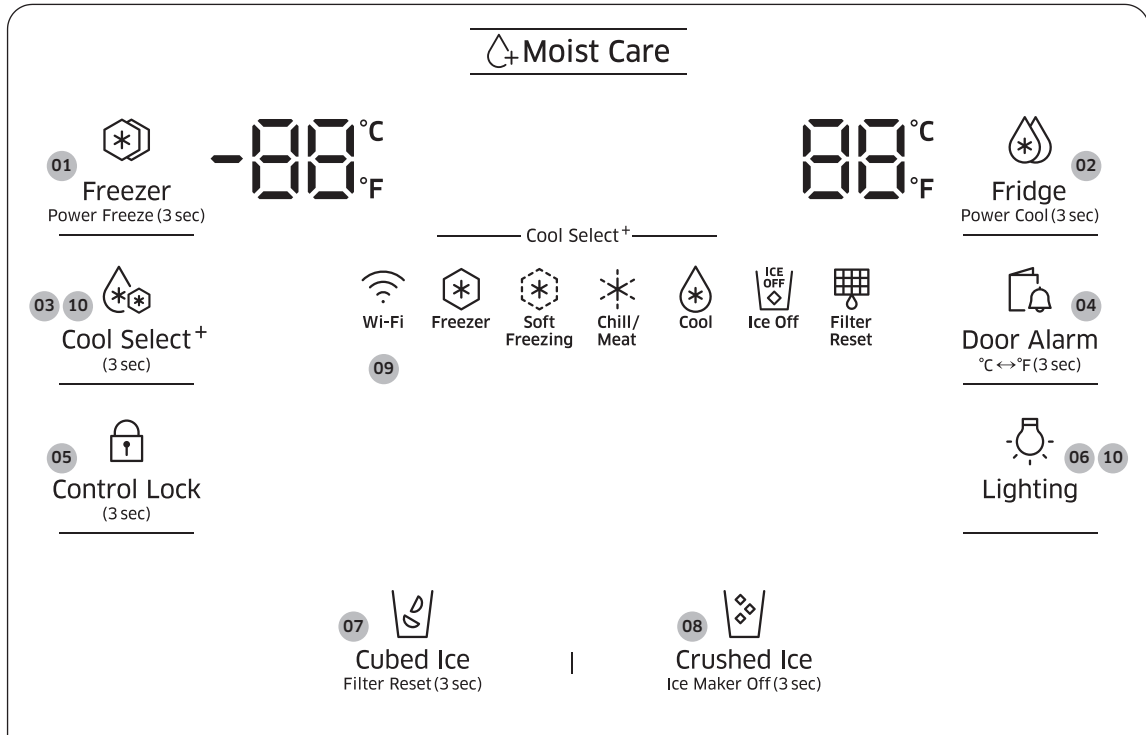 Moist Care
-88 °C
°F
88 °C
°F
01
Freezer
Power Freeze (3 sec)
02
Fridge
Power Cool (3 sec)
Cool Select+
03 10
Cool Select+
(3 sec)
Wi-Fi
Freezer
Soft
Freezing
Chill/
Meat
Cool
ICE
OFF
Ice Off
Filter
Reset
09
04
Door Alarm
°C ↔ °F (3 sec)
05
Control Lock
(3 sec)
06 10
Lighting
07
Cubed Ice
Filter Reset (3 sec)
08
Crushed Ice
Ice Maker Off (3 sec)